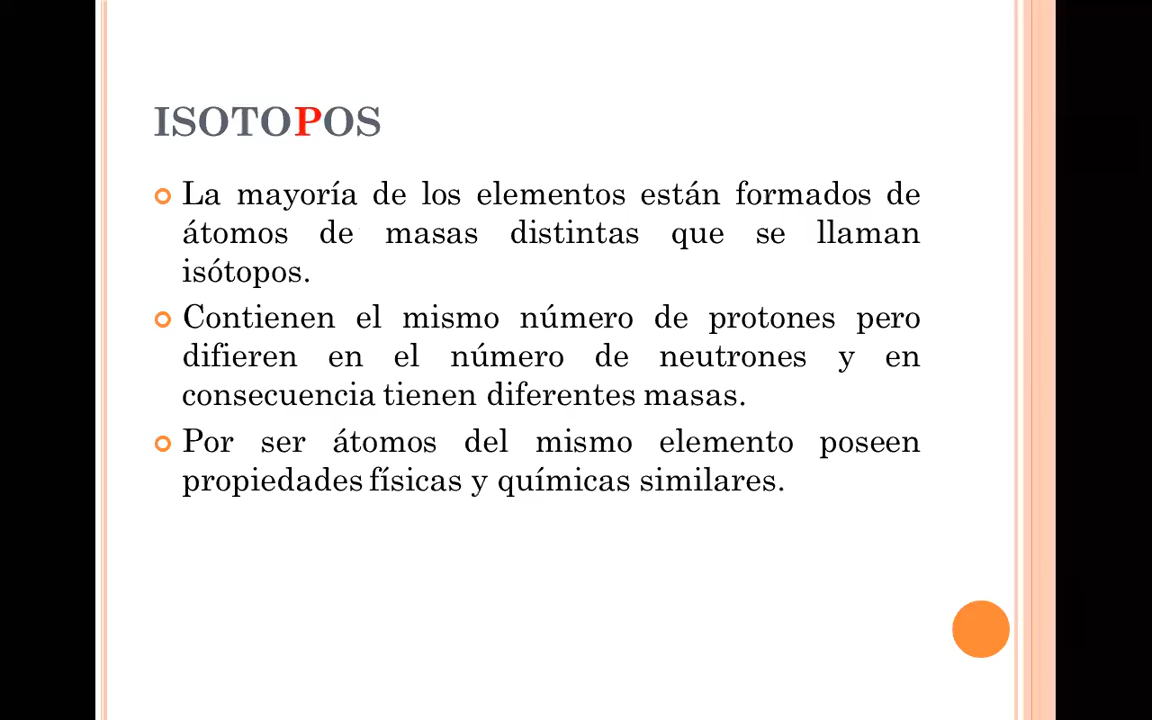 ISOTOPOS
La mayoría de los elementos están formados de
átomos de masas distintas que se llaman
isótopos.
Contienen el mismo número de protones pero
difieren en el número de neutrones y en
consecuencia tienen diferentes masas.
Por ser átomos del mismo elemento poseen
propiedades físicas y químicas similares.